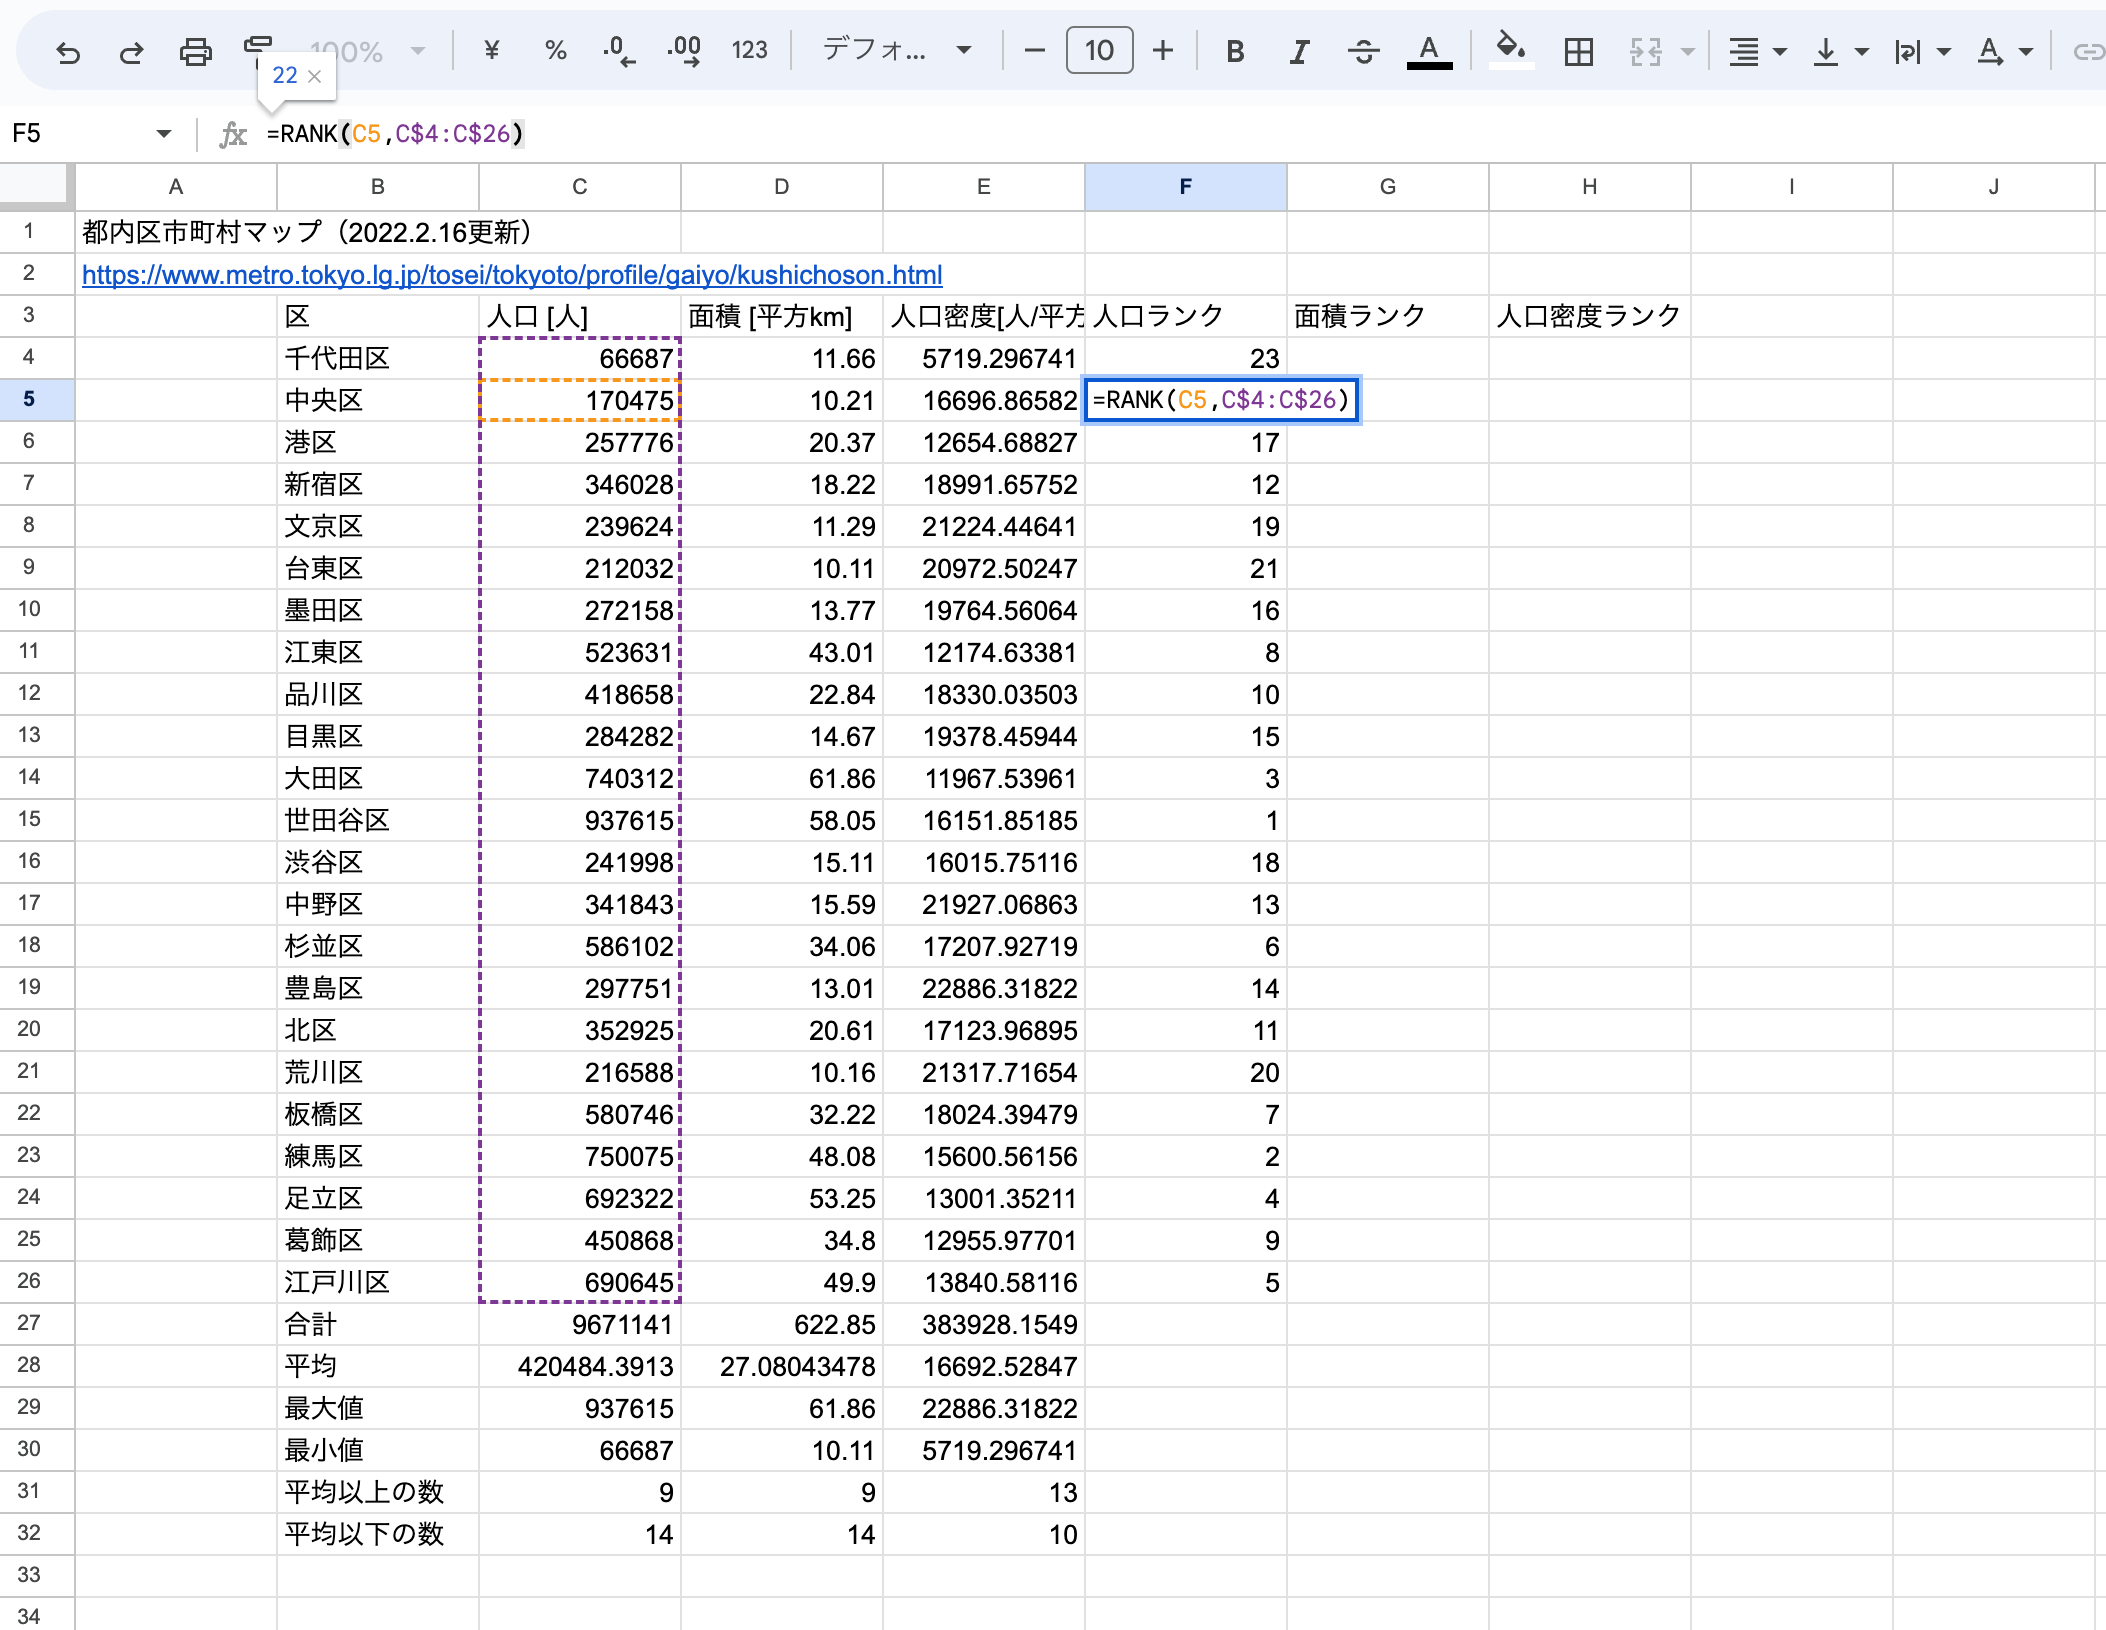 100% ¥ % .0 .00 123 デフォ... 10 B I A
22 ×
F5 fx =RANK(C5,C$4:C$26)
A B C D E F G H I J
1 都内区市町村マップ（2022.2.16更新）
2 https://www.metro.tokyo.lg.jp/tosei/tokyoto/profile/gaiyo/kushichoson.html
3 区 人口 [人] 面積 [平方km] 人口密度[人/平方 人口ランク 面積ランク 人口密度ランク
4 千代田区 66687 11.66 5719.296741 23
5 中央区 170475 10.21 16696.86582 =RANK(C5,C$4:C$26)
6 港区 257776 20.37 12654.68827 17
7 新宿区 346028 18.22 18991.65752 12
8 文京区 239624 11.29 21224.44641 19
9 台東区 212032 10.11 20972.50247 21
10 墨田区 272158 13.77 19764.56064 16
11 江東区 523631 43.01 12174.63381 8
12 品川区 418658 22.84 18330.03503 10
13 目黒区 284282 14.67 19378.45944 15
14 大田区 740312 61.86 11967.53961 3
15 世田谷区 937615 58.05 16151.85185 1
16 渋谷区 241998 15.11 16015.75116 18
17 中野区 341843 15.59 21927.06863 13
18 杉並区 586102 34.06 17207.92719 6
19 豊島区 297751 13.01 22886.31822 14
20 北区 352925 20.61 17123.96895 11
21 荒川区 216588 10.16 21317.71654 20
22 板橋区 580746 32.22 18024.39479 7
23 練馬区 750075 48.08 15600.56156 2
24 足立区 692322 53.25 13001.35211 4
25 葛飾区 450868 34.8 12955.97701 9
26 江戸川区 690645 49.9 13840.58116 5
27 合計 9671141 622.85 383928.1549
28 平均 420484.3913 27.08043478 16692.52847
29 最大値 937615 61.86 22886.31822
30 最小値 66687 10.11 5719.296741
31 平均以上の数 9 9 13
32 平均以下の数 14 14 10
33
34